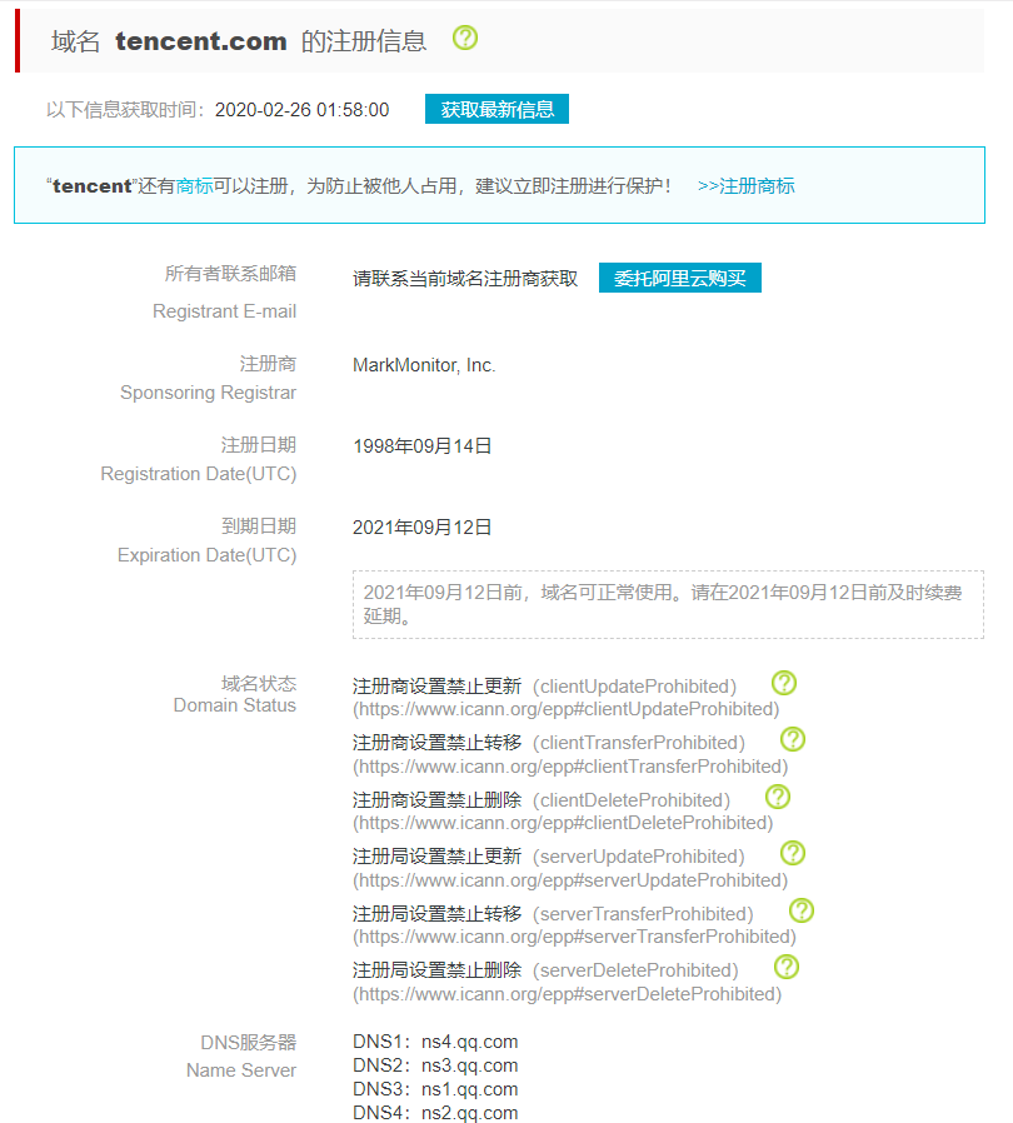 域名 tencent.com 的注册信息
以下信息获取时间：2020-02-26 01:58:00 获取最新信息
“tencent”还有商标可以注册，为防止被他人占用，建议立即注册进行保护！ >>注册商标
所有者联系邮箱 请联系当前域名注册商获取 委托阿里云购买
Registrant E-mail
注册商 MarkMonitor, Inc.
Sponsoring Registrar
注册日期 1998年09月14日
Registration Date(UTC)
到期日期 2021年09月12日
Expiration Date(UTC)
2021年09月12日前，域名可正常使用。请在2021年09月12日前及时续费
延期。
域名状态 注册商设置禁止更新（clientUpdateProhibited）
Domain Status (https://www.icann.org/epp#clientUpdateProhibited)
注册商设置禁止转移（clientTransferProhibited）
(https://www.icann.org/epp#clientTransferProhibited)
注册商设置禁止删除（clientDeleteProhibited）
(https://www.icann.org/epp#clientDeleteProhibited)
注册局设置禁止更新（serverUpdateProhibited）
(https://www.icann.org/epp#serverUpdateProhibited)
注册局设置禁止转移（serverTransferProhibited）
(https://www.icann.org/epp#serverTransferProhibited)
注册局设置禁止删除（serverDeleteProhibited）
(https://www.icann.org/epp#serverDeleteProhibited)
DNS服务器 DNS1：ns4.qq.com
Name Server DNS2：ns3.qq.com
DNS3：ns1.qq.com
DNS4：ns2.qq.com